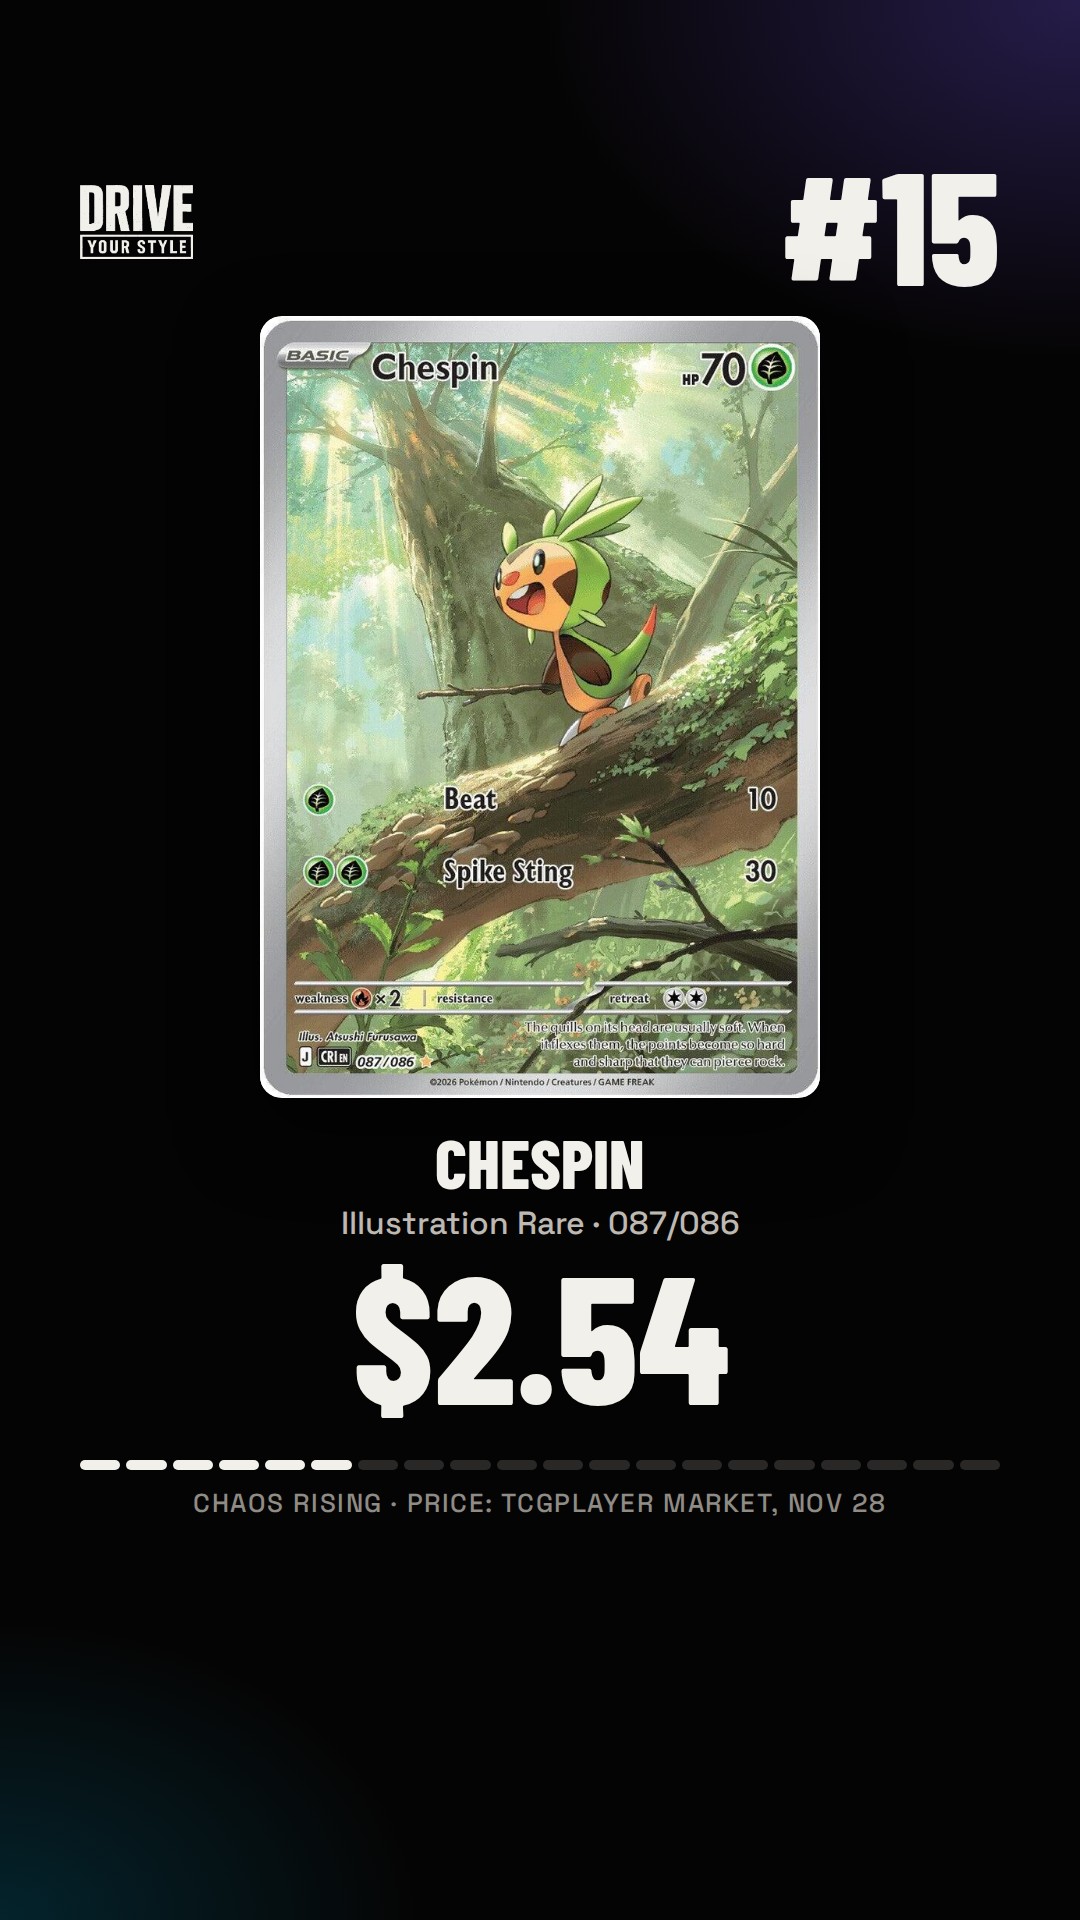 DRIVE
YOUR STYLE
#15
BASIC
Chespin
HP 70
Beat 10
Spike Sting 30
weakness ×2 | resistance retreat
Illus. Atsushi Furusawa
J CRI EN 087/086
The quills on its head are usually soft. When
it flexes them, the points become so hard
and sharp that they can pierce rock.
©2026 Pokémon / Nintendo / Creatures / GAME FREAK
CHESPIN
Illustration Rare · 087/086
$2.54
CHAOS RISING · PRICE: TCGPLAYER MARKET, NOV 28